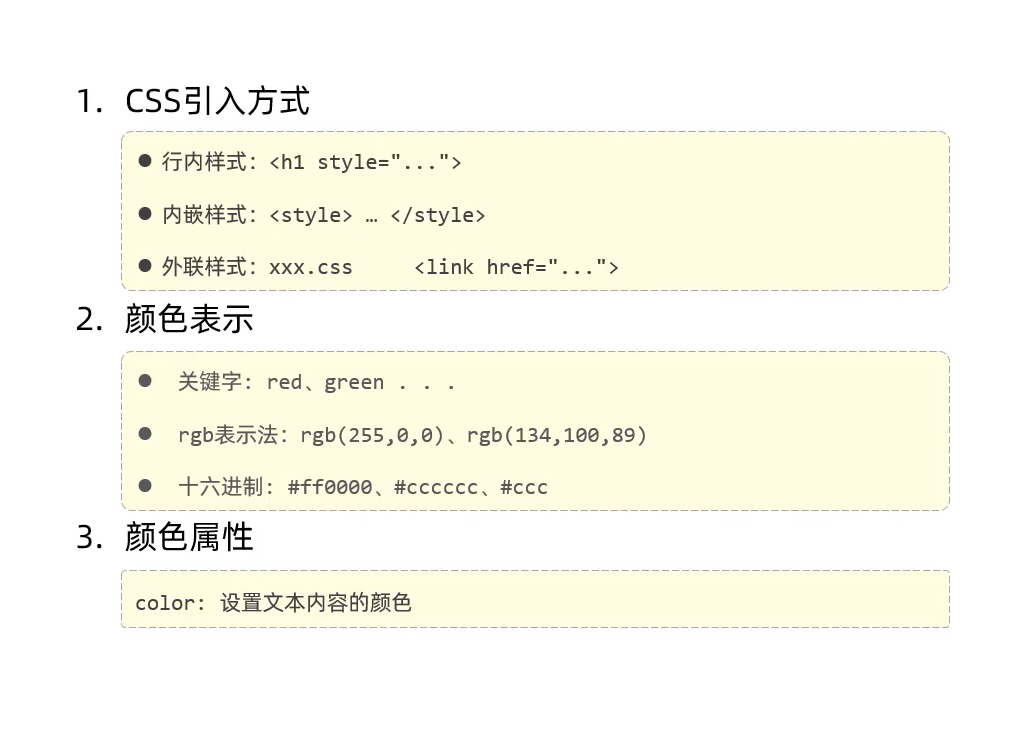 1. CSS引入方式
● 行内样式：<h1 style="...">
● 内嵌样式：<style> … </style>
● 外联样式：xxx.css <link href="...">
2. 颜色表示
● 关键字：red、green . . .
● rgb表示法：rgb(255,0,0)、rgb(134,100,89)
● 十六进制：#ff0000、#cccccc、#ccc
3. 颜色属性
color: 设置文本内容的颜色